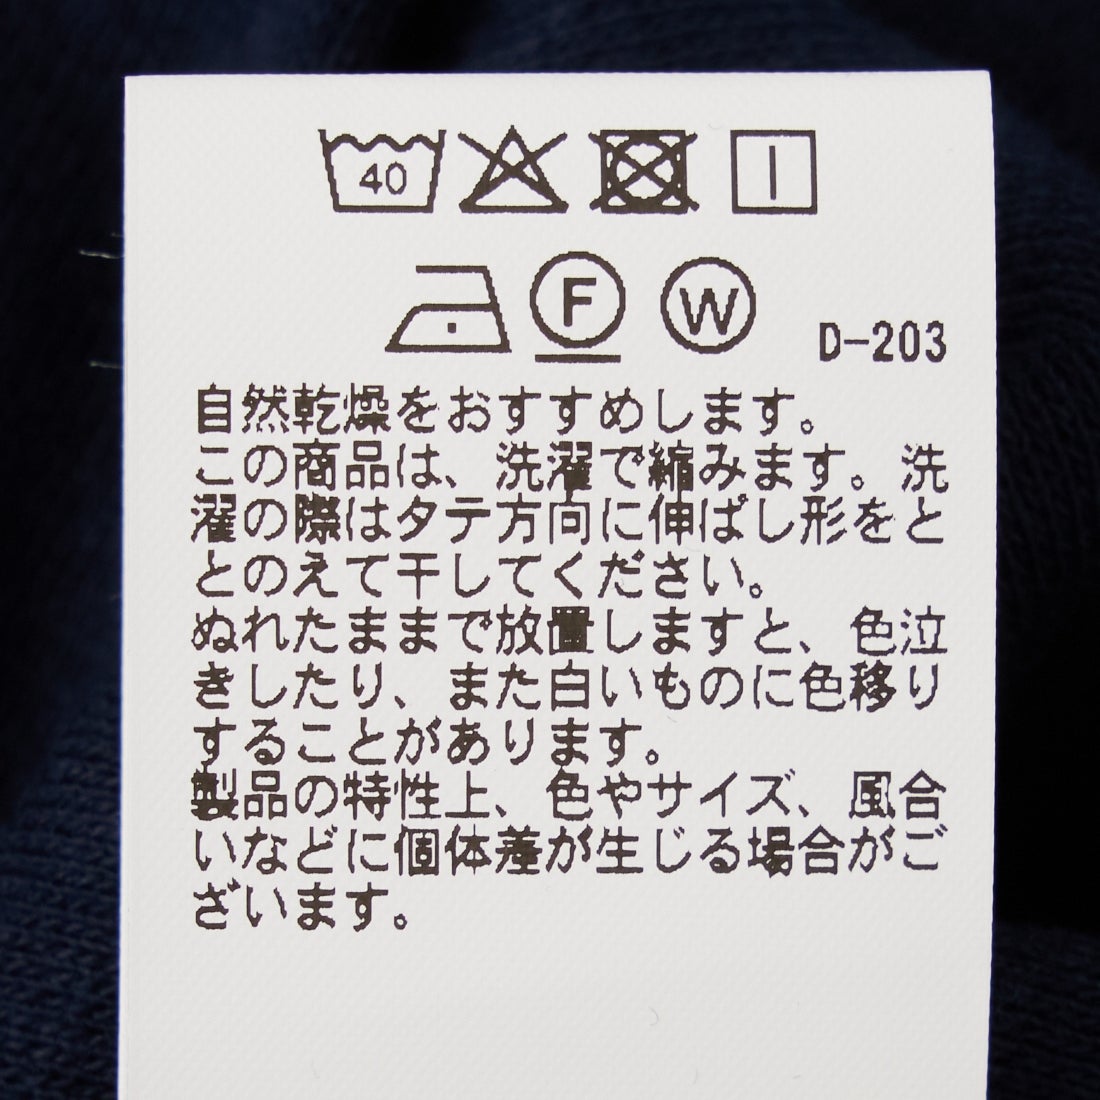 40
F W D-203
自然乾燥をおすすめします。
この商品は、洗濯で縮みます。洗
濯の際はタテ方向に伸ばし形をと
とのえて干してください。
ぬれたままで放置しますと、色泣
きしたり、また白いものに色移り
することがあります。
製品の特性上、色やサイズ、風合
いなどに個体差が生じる場合がご
ざいます。